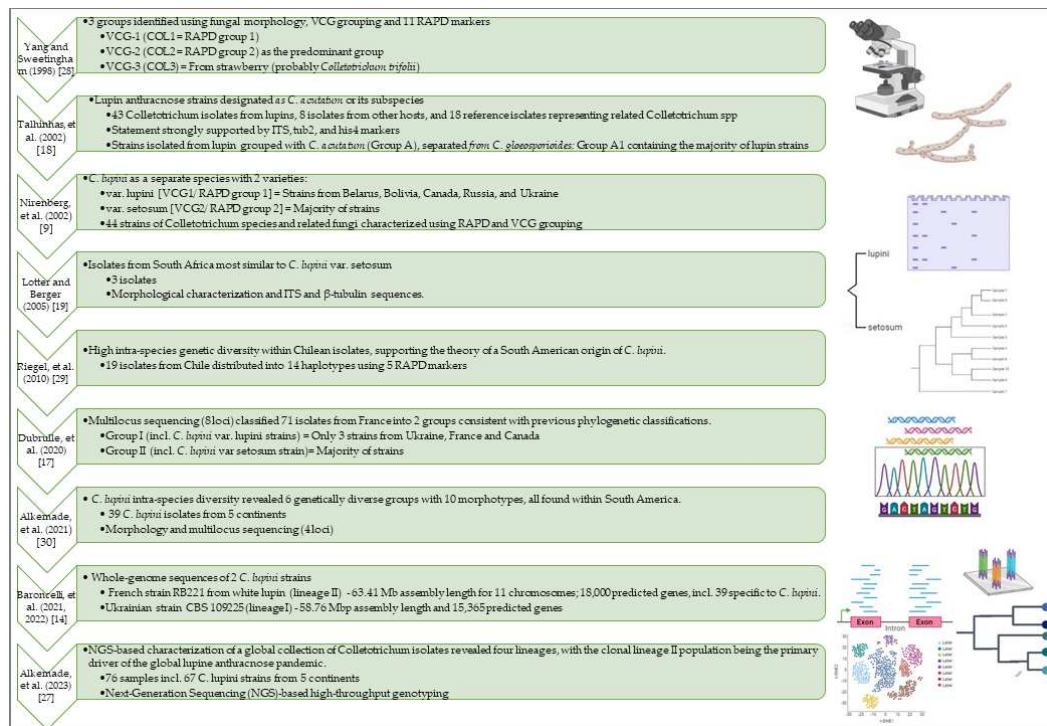 Yang and
Sweetingha
m (1998) [28]
•3 groups identified using fungal morphology, VCG grouping and 11 RAPD markers
•VCG-1 (COL1 = RAPD group 1)
•VCG-2 (COL2 = RAPD group 2) as the predominant group
•VCG-3 (COL3) = From strawberry (probably Colletotrichum trifolii)
Talhinhas, et
al. (2002)
[18]
•Lupin anthracnose strains designated as C. acutatum or its subspecies
•43 Colletotrichum isolates from lupins, 8 isolates from other hosts, and 18 reference isolates representing related Colletotrichum spp
•Statement strongly supported by ITS, tub2, and his4 markers
•Strains isolated from lupin grouped with C. acutatum (Group A), separated from C. gloeosporioides: Group A1 containing the majority of lupin strains
Nirenberg,
et al. (2002)
[9]
•C. lupini as a separate species with 2 varieties:
•var. lupini [VCG1/ RAPD group 1] = Strains from Belarus, Bolivia, Canada, Russia, and Ukraine
•var. setosum [VCG2/ RAPD group 2] = Majority of strains
•44 strains of Colletotrichum species and related fungi characterized using RAPD and VCG grouping
Lotter and
Berger
(2005) [19]
•Isolates from South Africa most similar to C. lupini var. setosum
•3 isolates
•Morphological characterization and ITS and β-tubulin sequences.
lupini
setosum
Riegel, et al.
(2010) [29]
•High intra-species genetic diversity within Chilean isolates, supporting the theory of a South American origin of C. lupini.
•19 isolates from Chile distributed into 14 haplotypes using 5 RAPD markers
Dubrulle, et
al. (2020)
[17]
•Multilocus sequencing (8loci) classified 71 isolates from France into 2 groups consistent with previous phylogenetic classifications.
•Group I (incl. C. lupini var. lupini strains) = Only 3 strains from Ukraine, France and Canada
•Group II (incl. C. lupini var setosum strain)= Majority of strains
G A C T A G T C T G
Alkemade,
et al. (2021)
[30]
• C. lupini intra-species diversity revealed 6 genetically diverse groups with 10 morphotypes, all found within South America.
• 39 C. lupini isolates from 5 continents
•Morphology and multilocus sequencing (4loci)
Baroncelli,
et al. (2021,
2022) [14]
• Whole-genome sequences of 2 C. lupini strains
• French strain RB221 from white lupin (lineage II) - 63.41 Mb assembly length for 11 chromosomes; 18,000 predicted genes, incl. 39 specific to C. lupini.
•Ukrainian strain CBS 109225 (lineage I) - 58.76 Mbp assembly length and 15,365 predicted genes
Exon
Intron
Exon
Alkemade,
et al. (2023)
[27]
•NGS-based characterization of a global collection of Colletotrichum isolates revealed four lineages, with the clonal lineage II population being the primary
driver of the global lupine anthracnose pandemic.
•76 samples incl. 67 C. lupini strains from 5 continents
•Next-Generation Sequencing (NGS)-based high-throughput genotyping